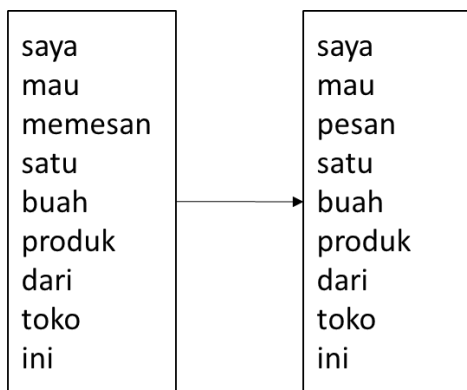 saya
mau
memesan
satu
buah
produk
dari
toko
ini
saya
mau
pesan
satu
buah
produk
dari
toko
ini